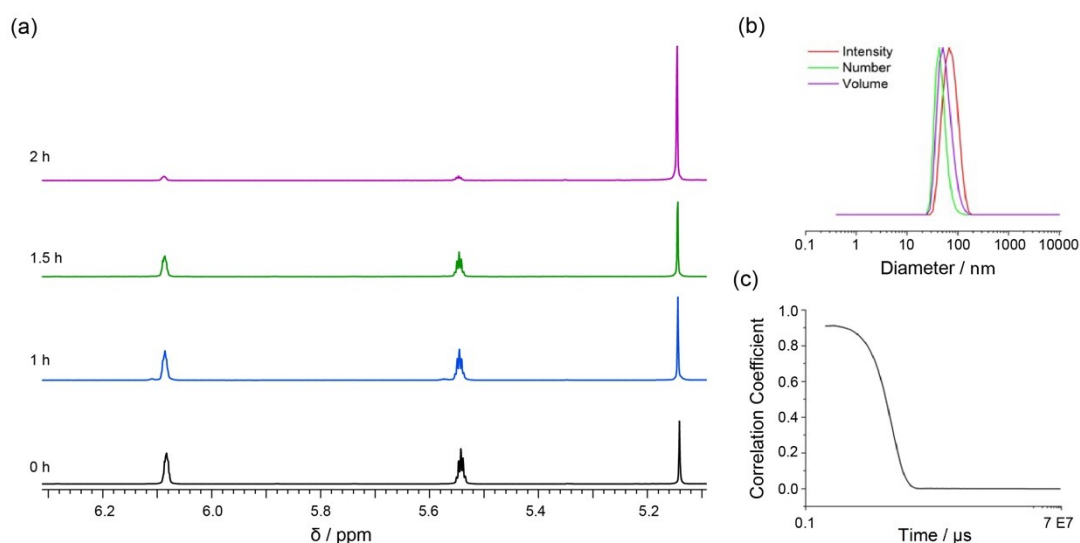 (a)
2 h
1.5 h
1 h
0 h
6.2 6.0 5.8 5.6 5.4 5.2
δ / ppm
(b)
Intensity
Number
Volume
0.1 1 10 100 1000 10000
Diameter / nm
(c)
Correlation Coefficient
1.0
0.8
0.6
0.4
0.2
0.0
0.1 7 E7
Time / µs